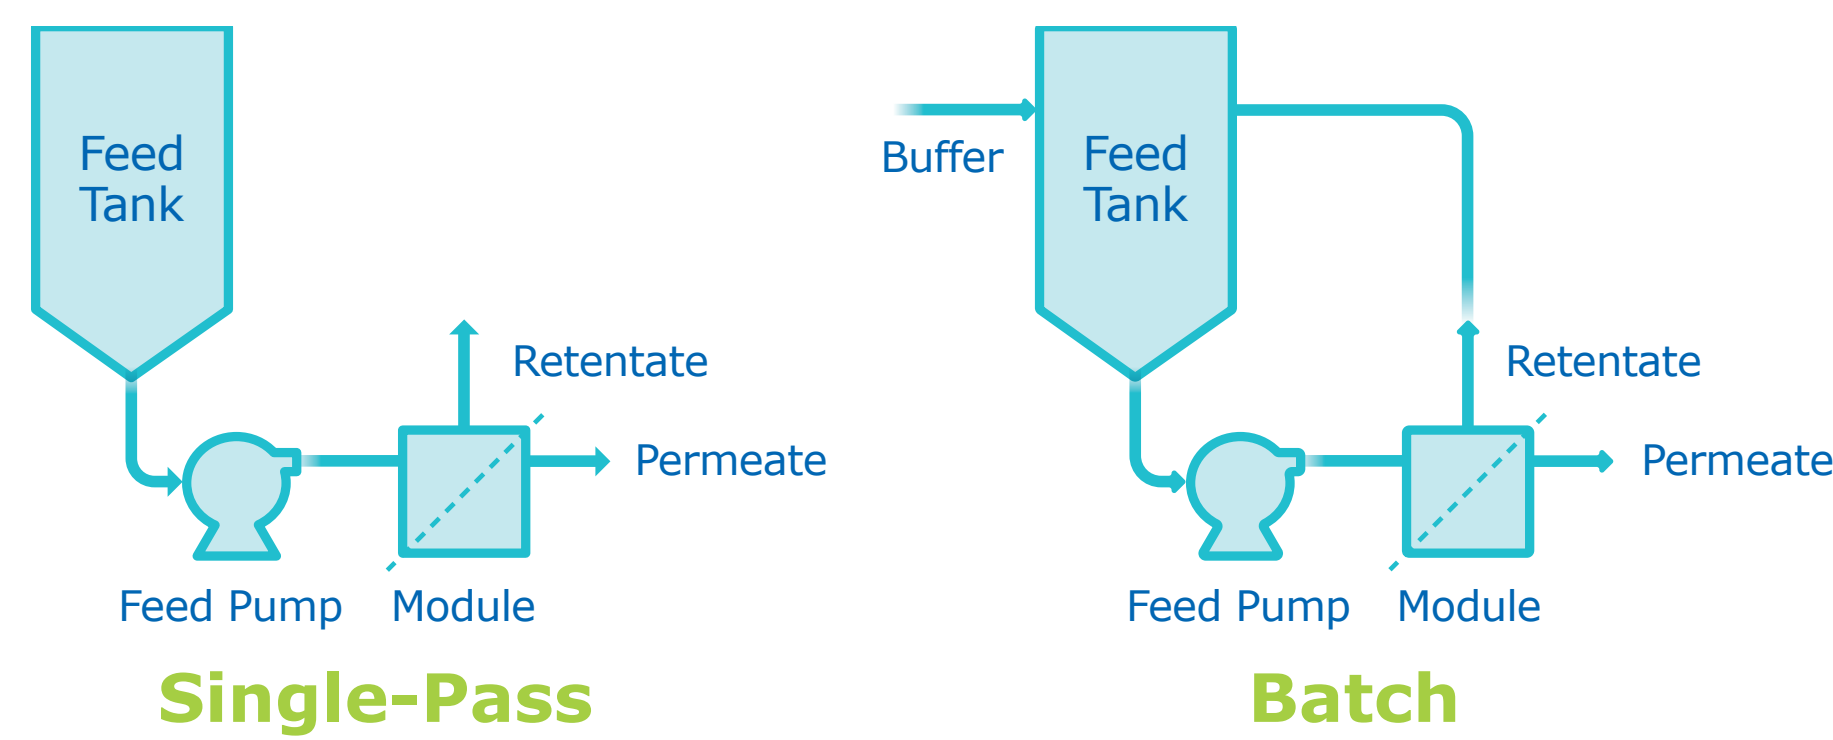 Feed
Tank
Retentate
Permeate
Feed Pump
Module
Single-Pass
Buffer
Feed
Tank
Retentate
Permeate
Feed Pump
Module
Batch